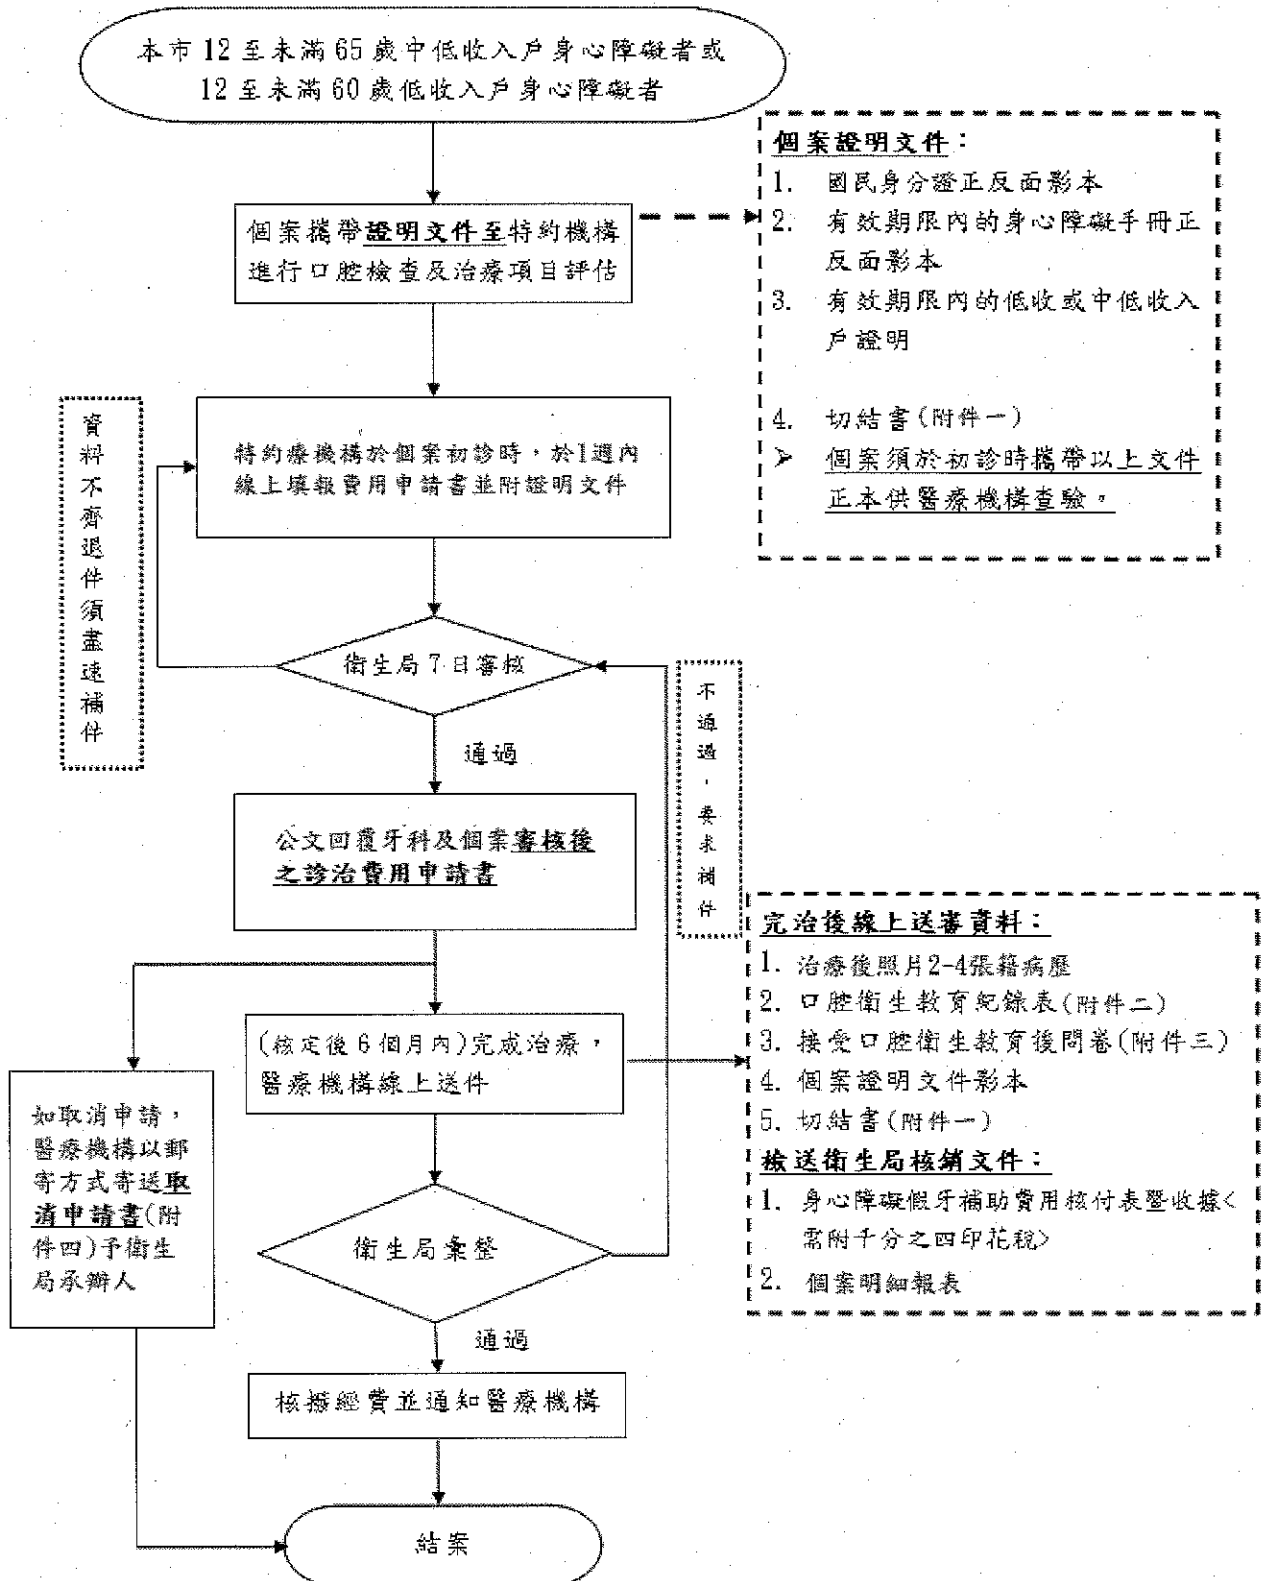 本市12至未滿65歲中低收入戶身心障礙者或
12至未滿60歲低收入戶身心障礙者
個案證明文件：
1. 國民身分證正反面影本
2. 有效期限內的身心障礙手冊正
反面影本
3. 有效期限內的低收或中低收入
戶證明
4. 切結書(附件一)
➢ 個案須於初診時攜帶以上文件
正本供醫療機構查驗。
個案攜帶證明文件至特約機構
進行口腔檢查及治療項目評估
特約療機構於個案初診時，於1週內
線上填報費用申請書並附證明文件
資料不齊退件須盡速補件
衛生局7日審核
不通過，要求補件
通過
公文回覆牙科及個案審核後
之診治費用申請書
(核定後6個月內)完成治療，
醫療機構線上送件
完治後線上送審資料：
1. 治療後照片2-4張籍病歷
2. 口腔衛生教育紀錄表(附件二)
3. 接受口腔衛生教育後問卷(附件三)
4. 個案證明文件影本
5. 切結書(附件一)
檢送衛生局核銷文件：
1. 身心障礙假牙補助費用核付表暨收據<
需附千分之四印花稅>
2. 個案明細報表
如取消申請，
醫療機構以郵
寄方式寄送取
消申請書(附
件四)予衛生
局承辦人
衛生局彙整
通過
核撥經費並通知醫療機構
結案